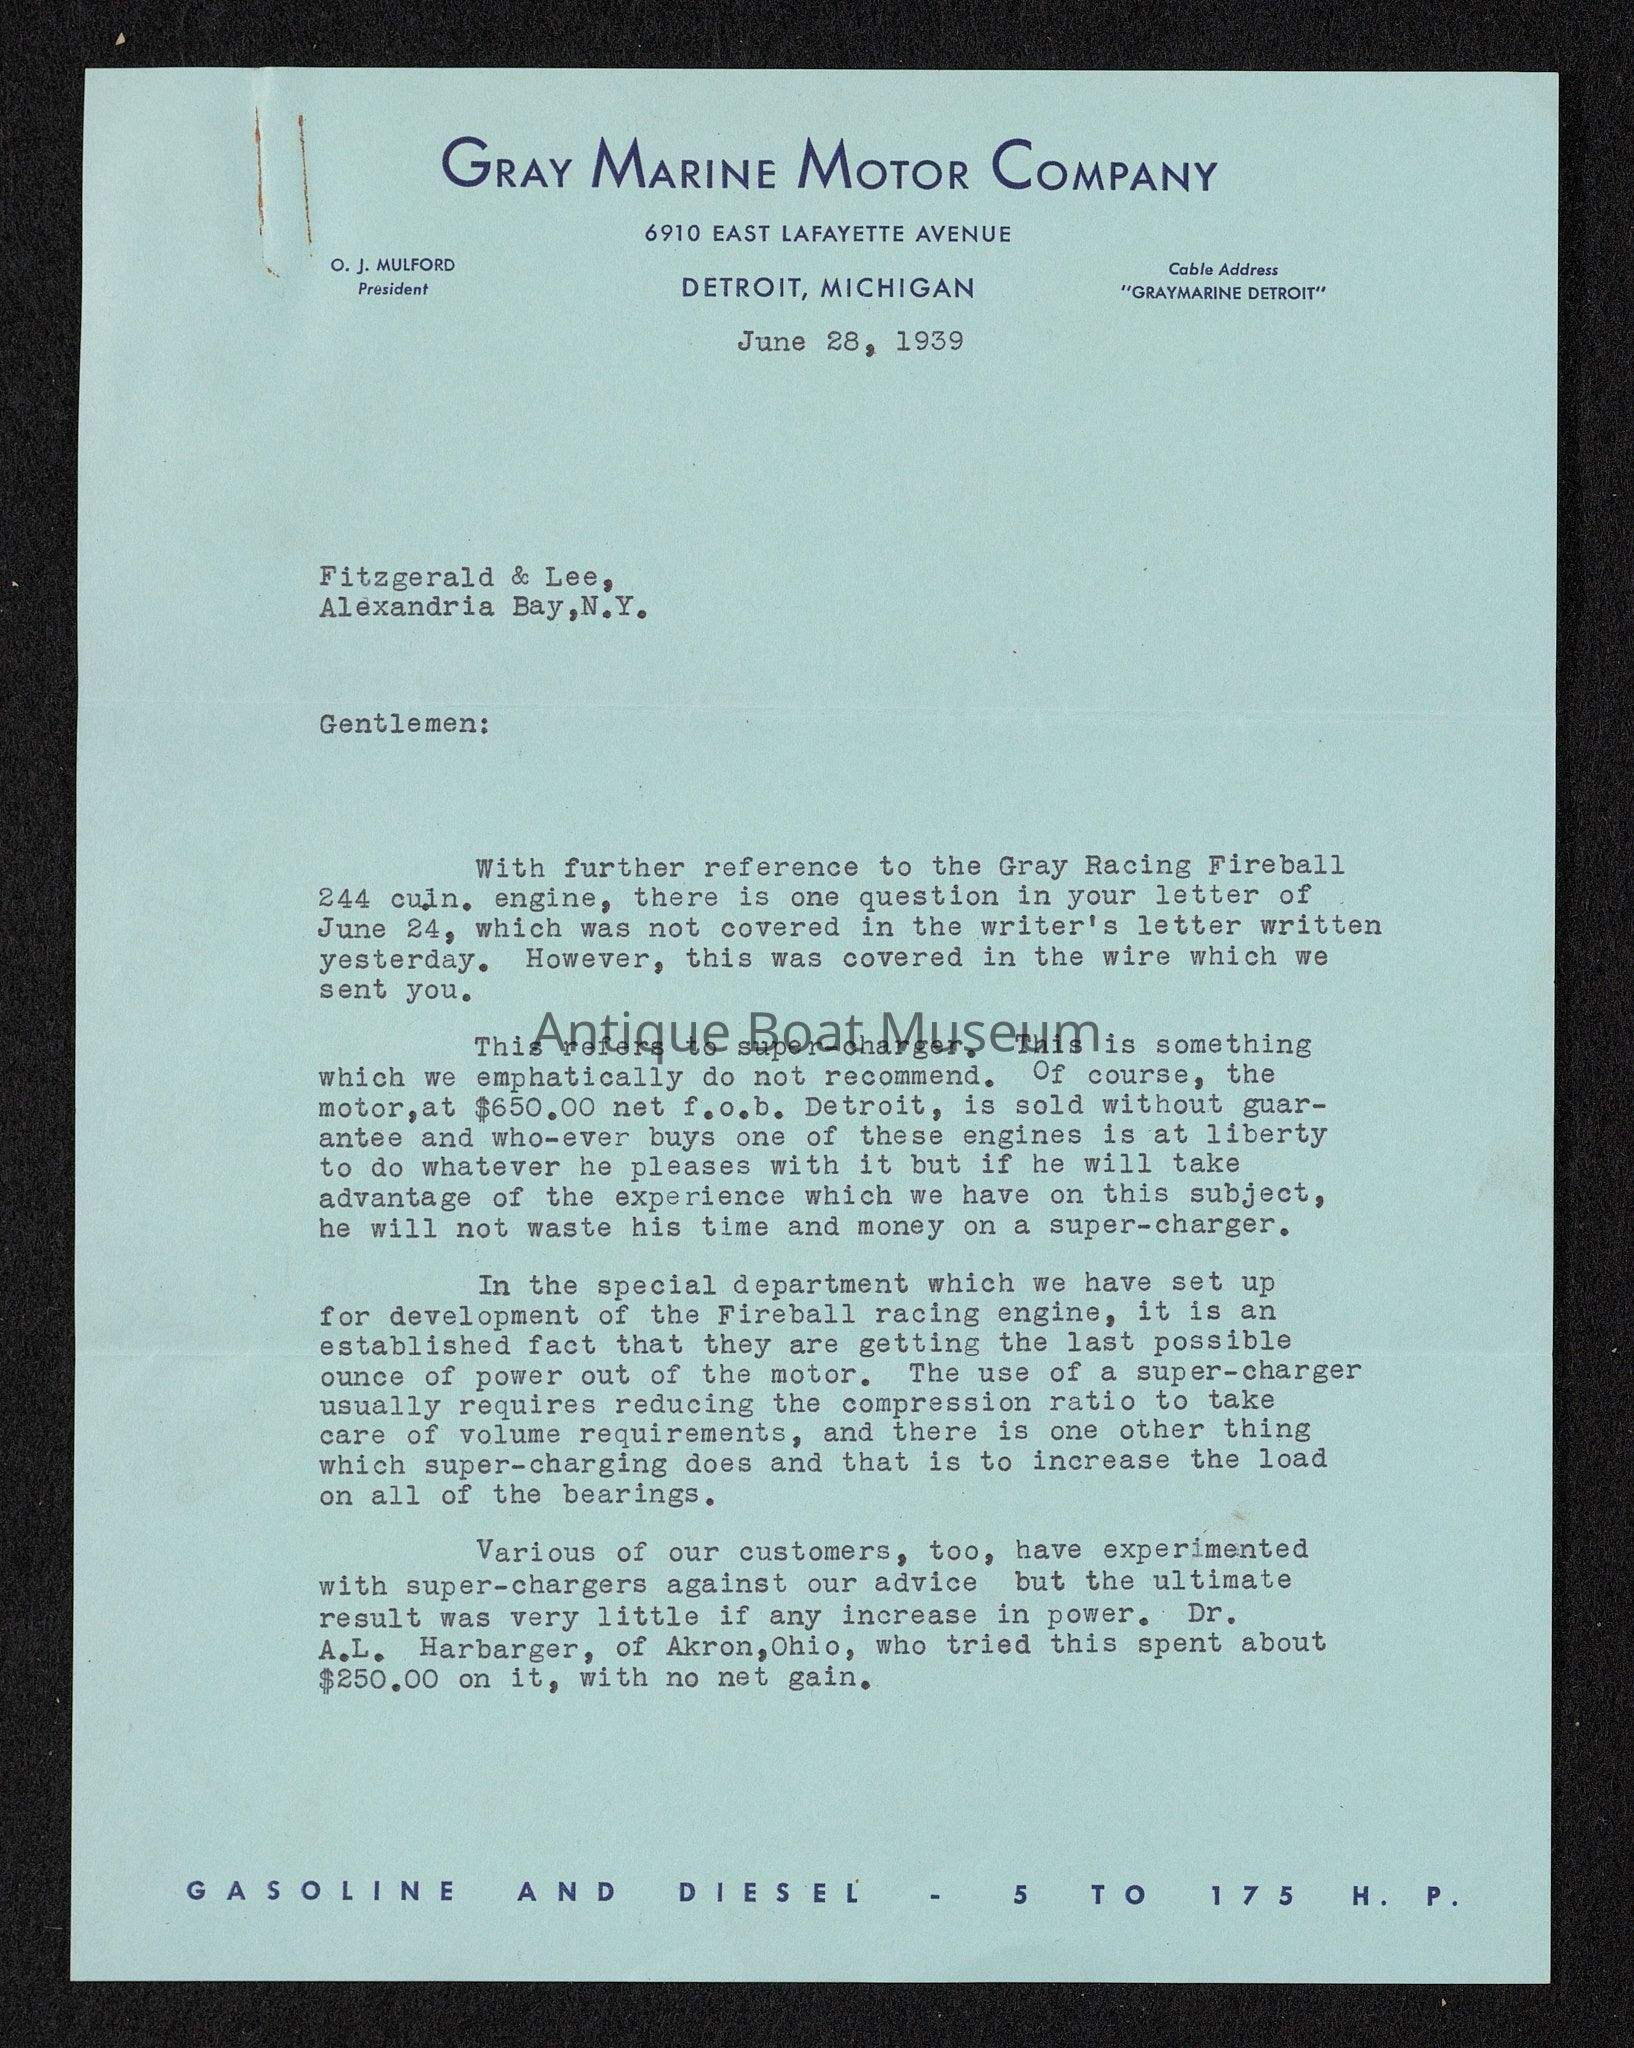 GRAY MARINE MOTOR COMPANY
6910 EAST LAFAYETTE AVENUE
O. J. MULFORD
President
DETROIT, MICHIGAN
Cable Address
"GRAYMARINE DETROIT"
June 28, 1939
Fitzgerald & Lee,
Alexandria Bay,N.Y.
Gentlemen:
With further reference to the Gray Racing Fireball
244 cu.in. engine, there is one question in your letter of
June 24, which was not covered in the writer's letter written
yesterday. However, this was covered in the wire which we
sent you.
Antique Boat Museum
This refers to super-charger. This is something
which we emphatically do not recommend. Of course, the
motor,at $650.00 net f.o.b. Detroit, is sold without guar-
antee and who-ever buys one of these engines is at liberty
to do whatever he pleases with it but if he will take
advantage of the experience which we have on this subject,
he will not waste his time and money on a super-charger.
In the special department which we have set up
for development of the Fireball racing engine, it is an
established fact that they are getting the last possible
ounce of power out of the motor. The use of a super-charger
usually requires reducing the compression ratio to take
care of volume requirements, and there is one other thing
which super-charging does and that is to increase the load
on all of the bearings.
Various of our customers, too, have experimented
with super-chargers against our advice but the ultimate
result was very little if any increase in power. Dr.
A.L. Harbarger, of Akron,Ohio, who tried this spent about
$250.00 on it, with no net gain.
GASOLINE AND DIESEL - 5 TO 175 H. P.